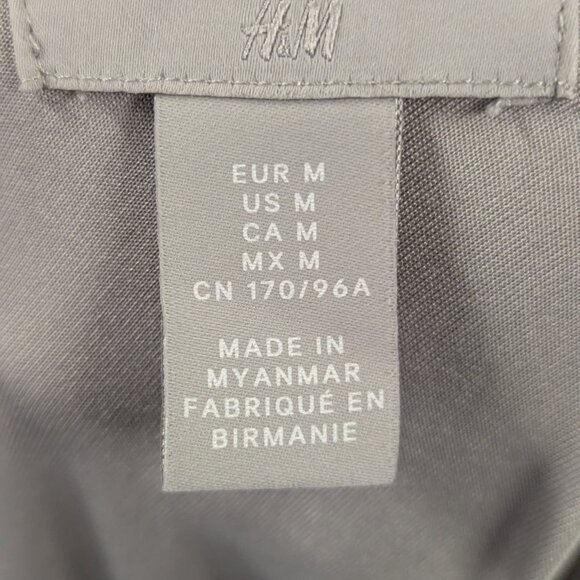 H&M
EUR M
US M
CA M
MX M
CN 170/96A
MADE IN
MYANMAR
FABRIQUÉ EN
BIRMANIE